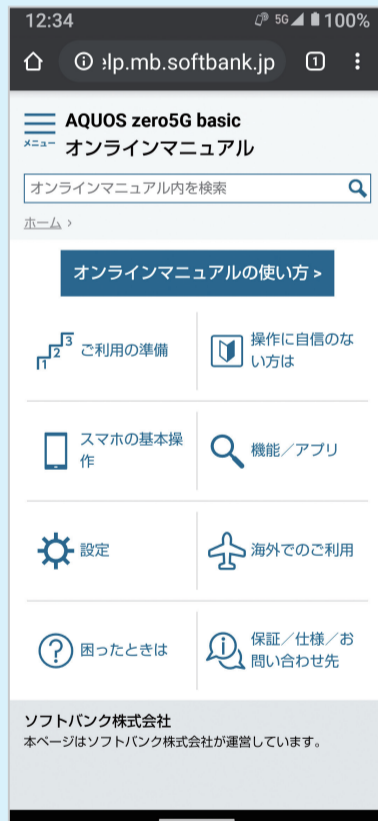 12:34 5G 100%
elp.mb.softbank.jp 1
AQUOS zero5G basic
メニュー オンラインマニュアル
オンラインマニュアル内を検索
ホーム >
オンラインマニュアルの使い方 >
1 2 3 ご利用の準備
操作に自信のな
い方は
スマホの基本操
作
機能／アプリ
設定
海外でのご利用
? 困ったときは
保証／仕様／お
問い合わせ先
ソフトバンク株式会社
本ページはソフトバンク株式会社が運営しています。